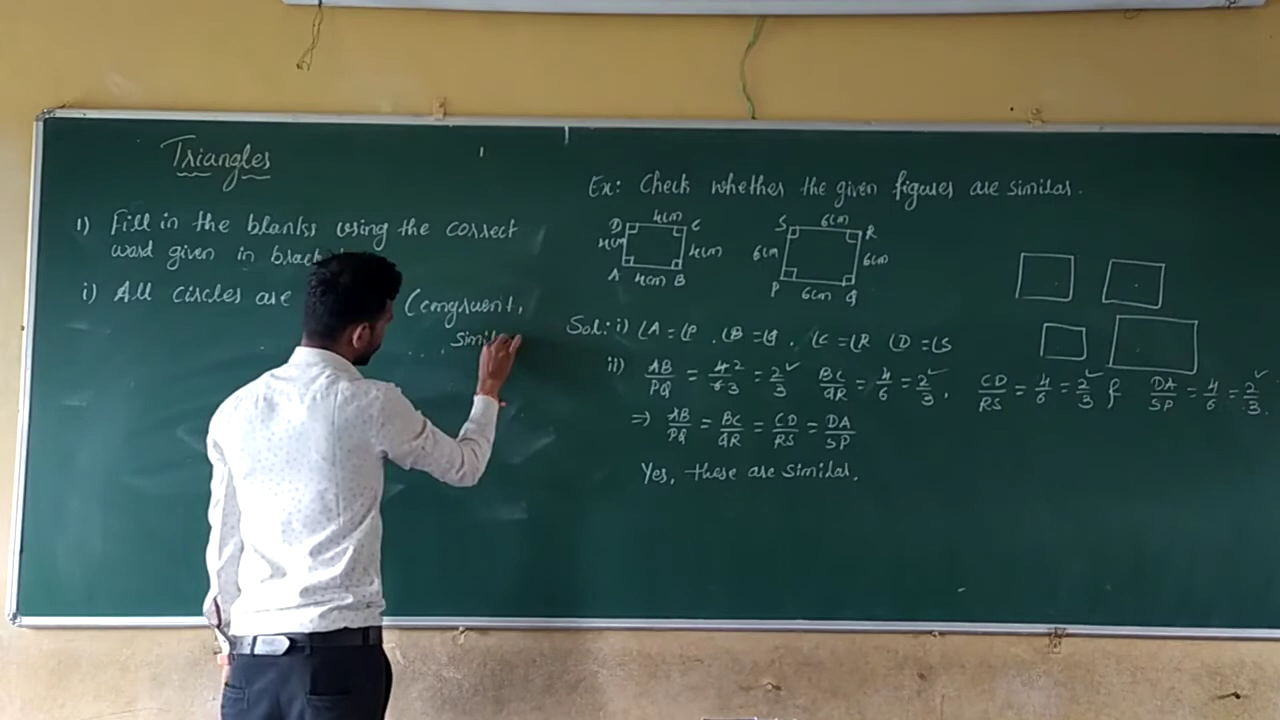 Triangles
1) Fill in the blanks using the correct
word given in
i) All circles are (congruent,
Ex: Check whether the given figures are similar.
D 4cm C
4cm 4cm
A 4cm B
S 6cm R
6cm 6cm
P 6cm Q
Sol: i) ∠A = ∠P , ∠B = ∠Q , ∠C = ∠R ∠D = ∠S
ii) AB/PQ = 4/6 2/3 = 2/3 ✓ BC/QR = 4/6 = 2/3 ✓, CD/RS = 4/6 = 2/3 ✓ & DA/SP = 4/6 = 2/3 ✓.
=> AB/PQ = BC/QR = CD/RS = DA/SP
Yes, these are similar.